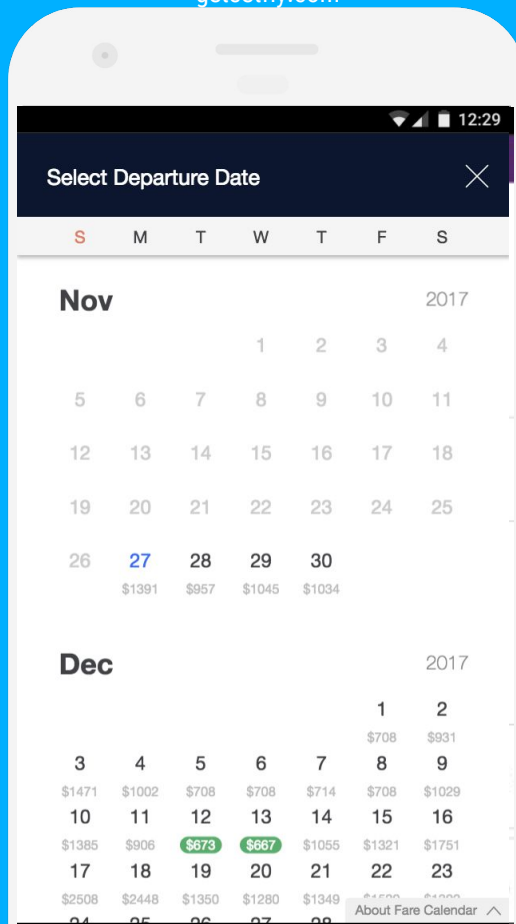 12:29
Select Departure Date
S M T W T F S
Nov 2017
1 2 3 4
5 6 7 8 9 10 11
12 13 14 15 16 17 18
19 20 21 22 23 24 25
26 27 28 29 30
$1391 $957 $1045 $1034
Dec 2017
1 2
$708 $931
3 4 5 6 7 8 9
$1471 $1002 $708 $708 $714 $708 $1029
10 11 12 13 14 15 16
$1385 $906 $673 $667 $1055 $1321 $1751
17 18 19 20 21 22 23
$2508 $2448 $1350 $1280 $1349
About Fare Calendar